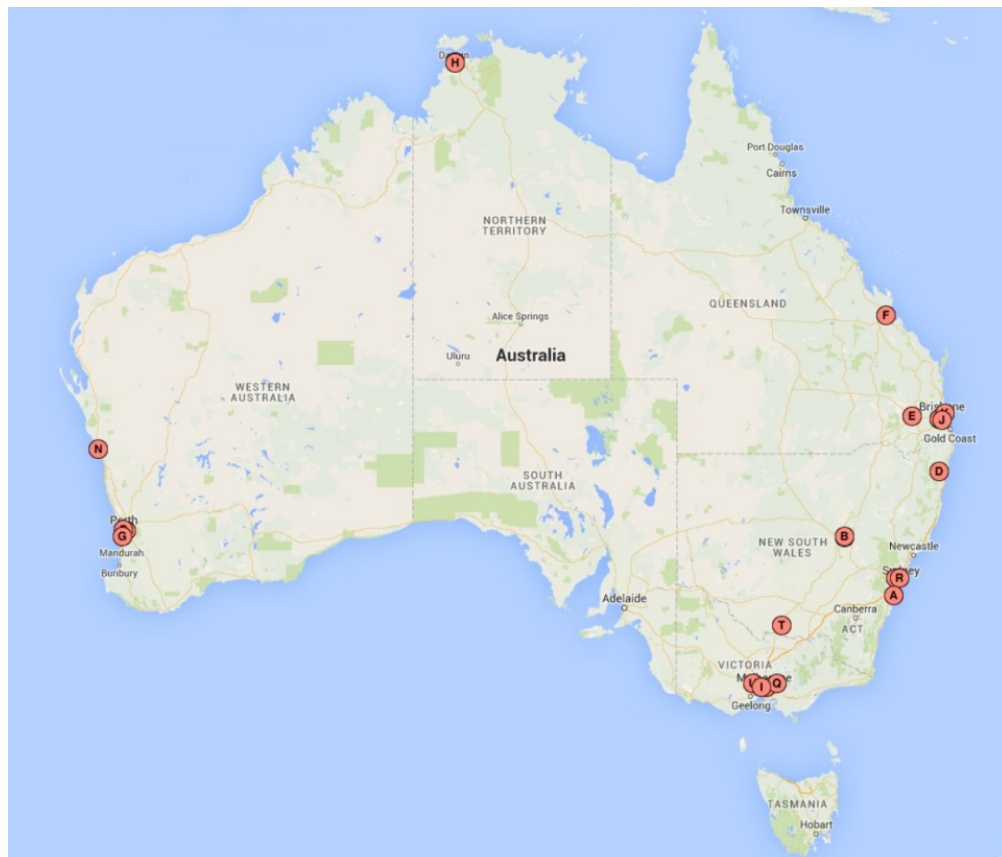 H
Port Douglas
Cairns
Townsville
NORTHERN
TERRITORY
QUEENSLAND
F
Alice Springs
Uluru
Australia
WESTERN
AUSTRALIA
E
J
Gold Coast
N
D
SOUTH
AUSTRALIA
G
Mandurah
Bunbury
B
NEW SOUTH
WALES
Newcastle
R
A
Adelaide
Canberra
ACT
T
VICTORIA
I
Q
Geelong
TASMANIA
Hobart